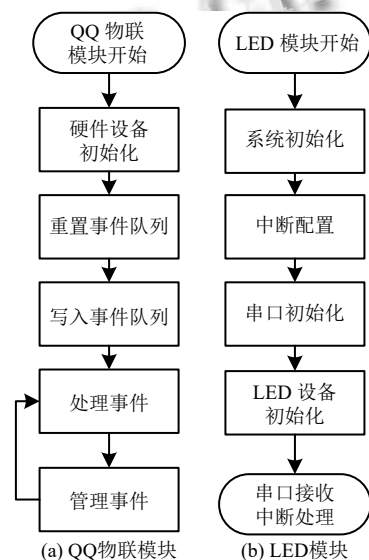 QQ 物联
模块开始
硬件设备
初始化
重置事件队列
写入事件队列
处理事件
管理事件
(a) QQ物联模块
LED 模块开始
系统初始化
中断配置
串口初始化
LED 设备
初始化
串口接收
中断处理
(b) LED模块